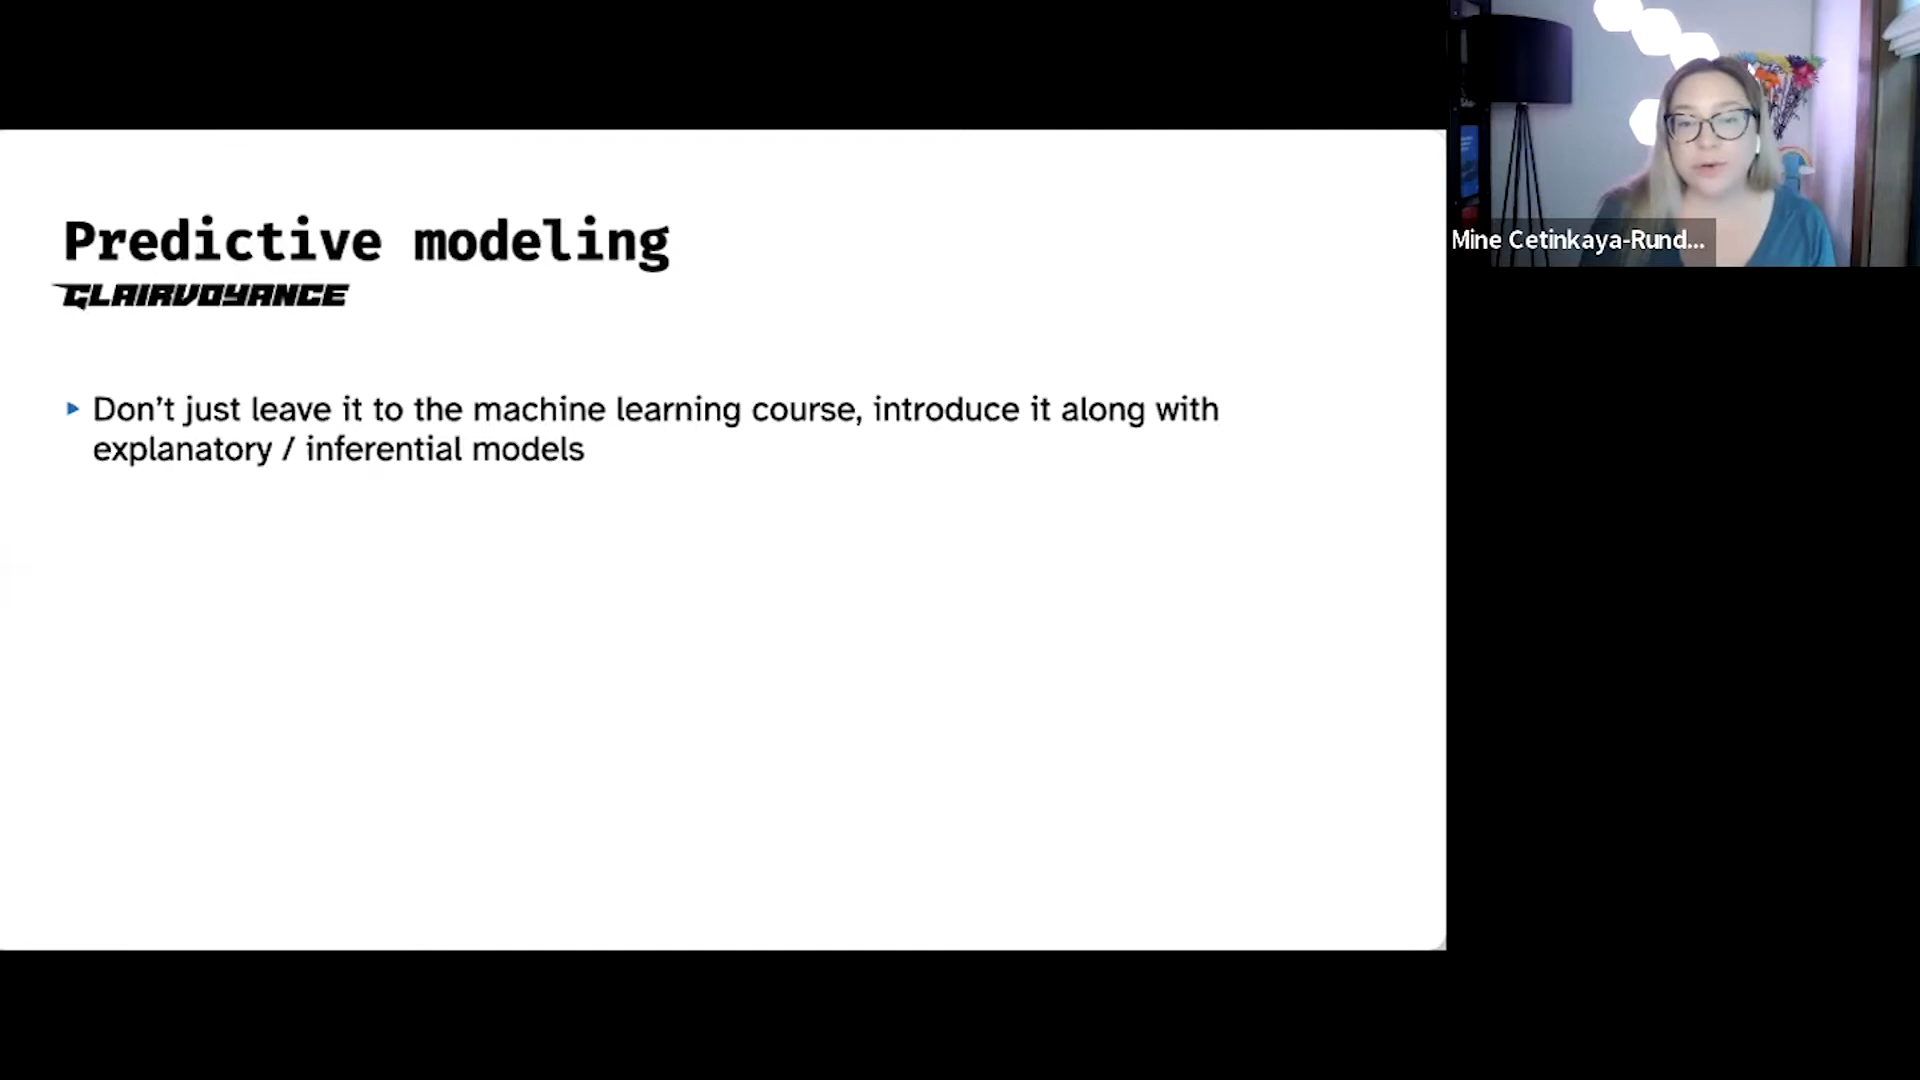 Predictive modeling
CLAIRVOYANCE
▸ Don't just leave it to the machine learning course, introduce it along with
explanatory / inferential models
Mine Cetinkaya-Rund...